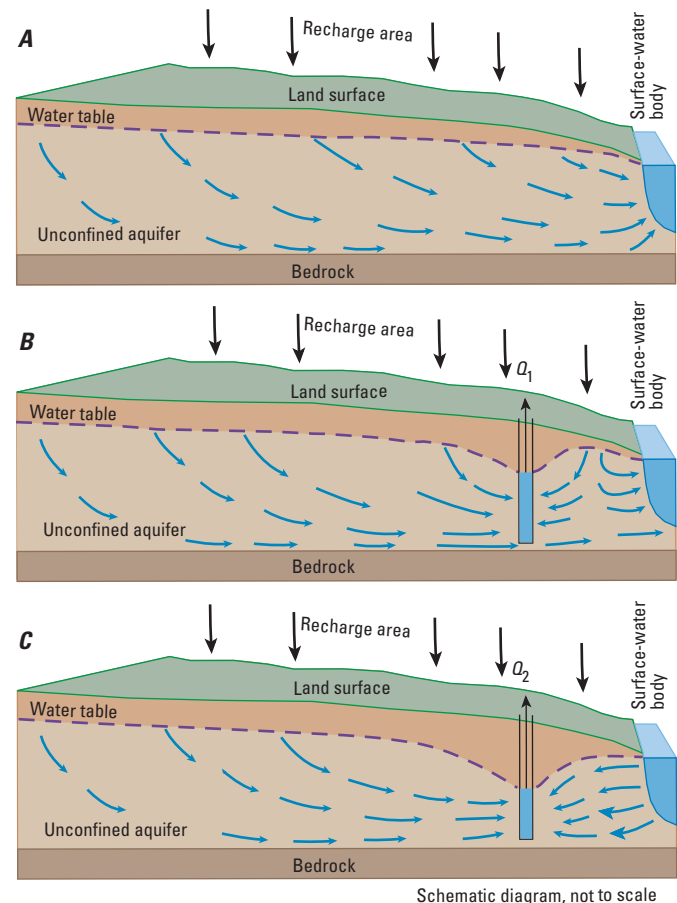 A
Recharge area
Surface-water
body
Land surface
Water table
Unconfined aquifer
Bedrock
B
Recharge area
Q1
Surface-water
body
Land surface
Water table
Unconfined aquifer
Bedrock
C
Recharge area
Q2
Surface-water
body
Land surface
Water table
Unconfined aquifer
Bedrock
Schematic diagram, not to scale